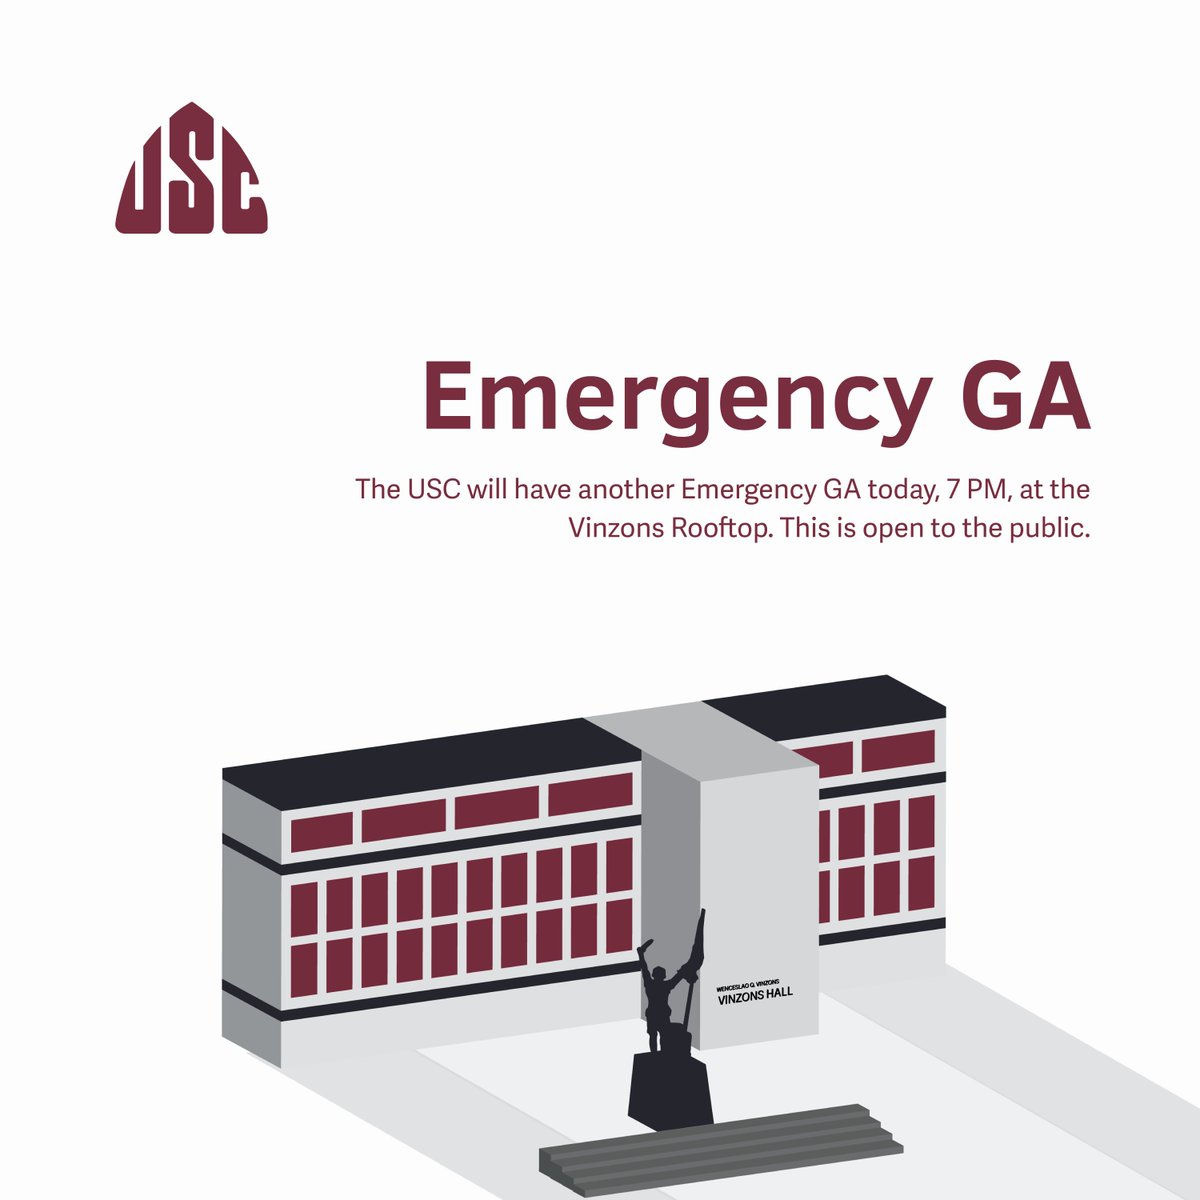 USC
Emergency GA
The USC will have another Emergency GA today, 7 PM, at the
Vinzons Rooftop. This is open to the public.
WENCESLAO Q. VINZONS
VINZONS HALL